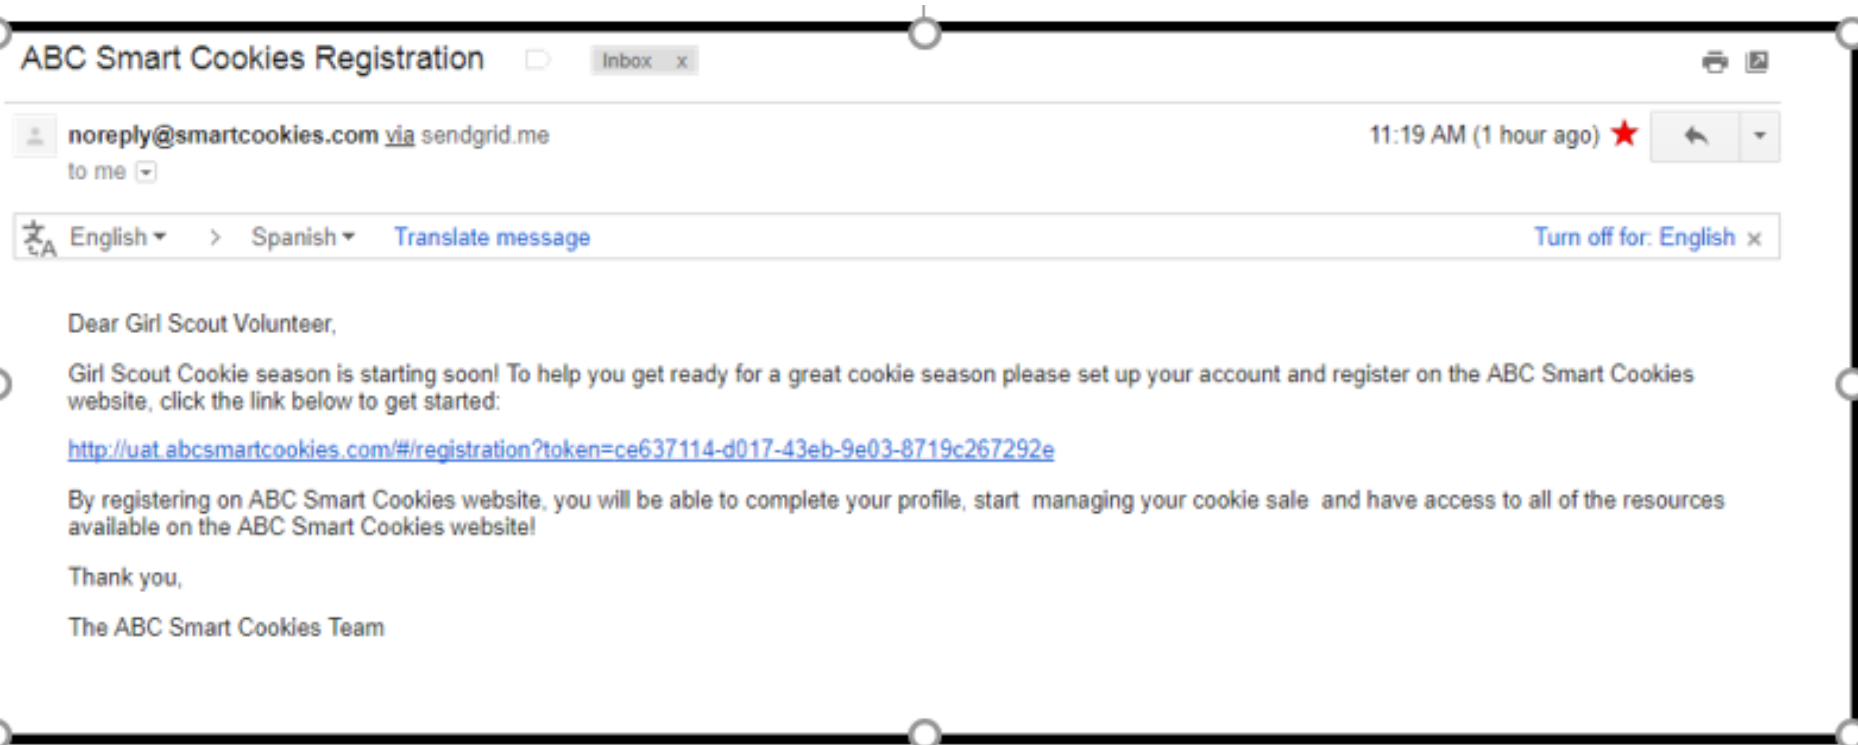 ABC Smart Cookies Registration Inbox x
noreply@smartcookies.com via sendgrid.me 11:19 AM (1 hour ago)
to me
English > Spanish Translate message Turn off for: English x
Dear Girl Scout Volunteer,
Girl Scout Cookie season is starting soon! To help you get ready for a great cookie season please set up your account and register on the ABC Smart Cookies
website, click the link below to get started:
http://uat.abcsmartcookies.com/#/registration?token=ce637114-d017-43eb-9e03-8719c267292e
By registering on ABC Smart Cookies website, you will be able to complete your profile, start  managing your cookie sale  and have access to all of the resources
available on the ABC Smart Cookies website!
Thank you,
The ABC Smart Cookies Team